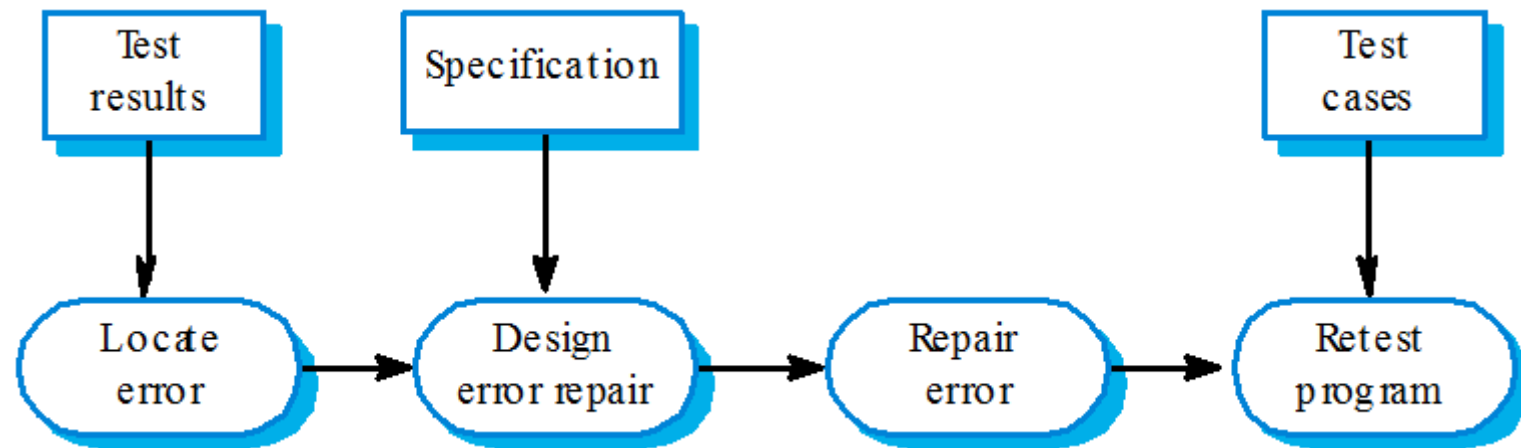 Test
results
Specification
Test
cases
Locate
error
Design
error repair
Repair
error
Retest
program